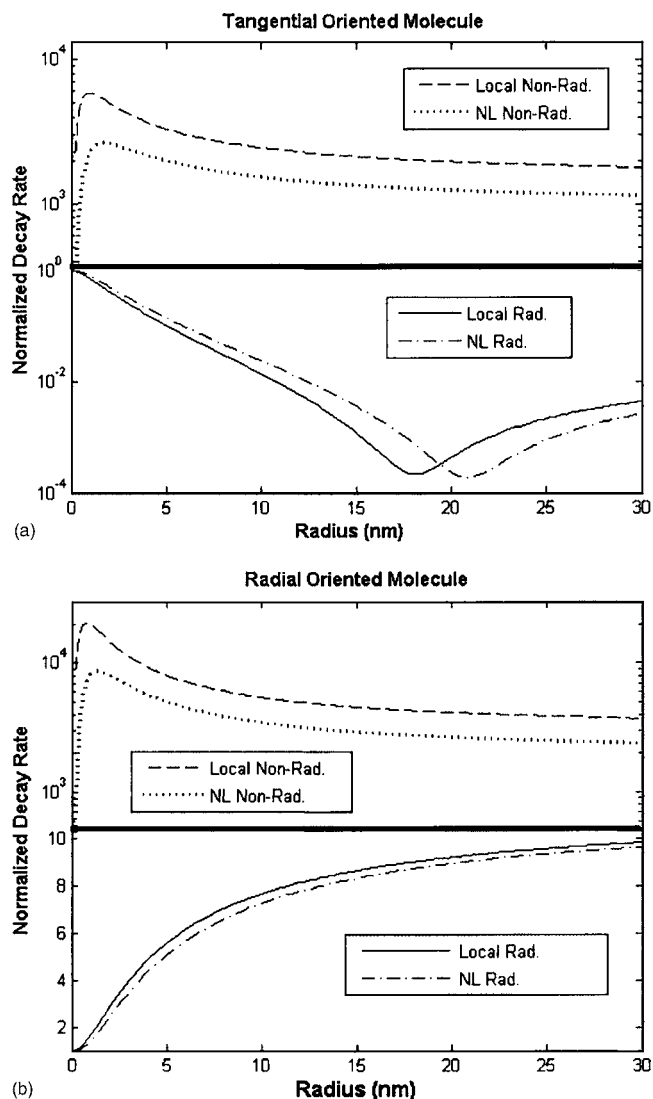 Tangential Oriented Molecule
10^4
Local Non-Rad.
NL Non-Rad.
10^3
10^0
10^0
Local Rad.
NL Rad.
10^-2
10^-4
Normalized Decay Rate
0 5 10 15 20 25 30
(a) Radius (nm)
Radial Oriented Molecule
10^4
Local Non-Rad.
NL Non-Rad.
10^3
10
8
6
4
2
Local Rad.
NL Rad.
Normalized Decay Rate
0 5 10 15 20 25 30
(b) Radius (nm)